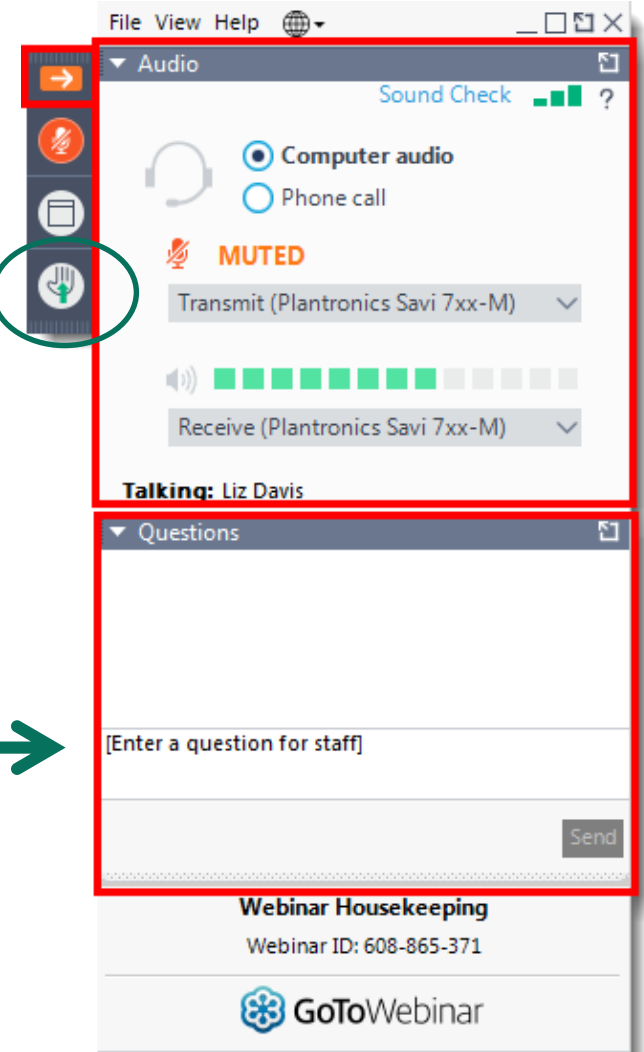 File View Help
Audio
Sound Check ?
Computer audio
Phone call
MUTED
Transmit (Plantronics Savi 7xx-M)
Receive (Plantronics Savi 7xx-M)
Talking: Liz Davis
Questions
[Enter a question for staff]
Send
Webinar Housekeeping
Webinar ID: 608-865-371
GoToWebinar